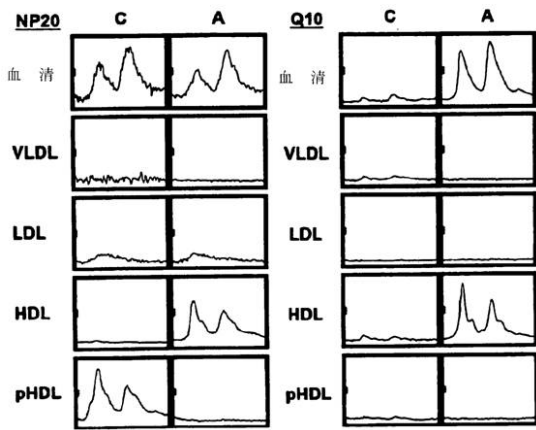 NP20 C A Q10 C A
血清 血清
VLDL VLDL
LDL LDL
HDL HDL
pHDL pHDL